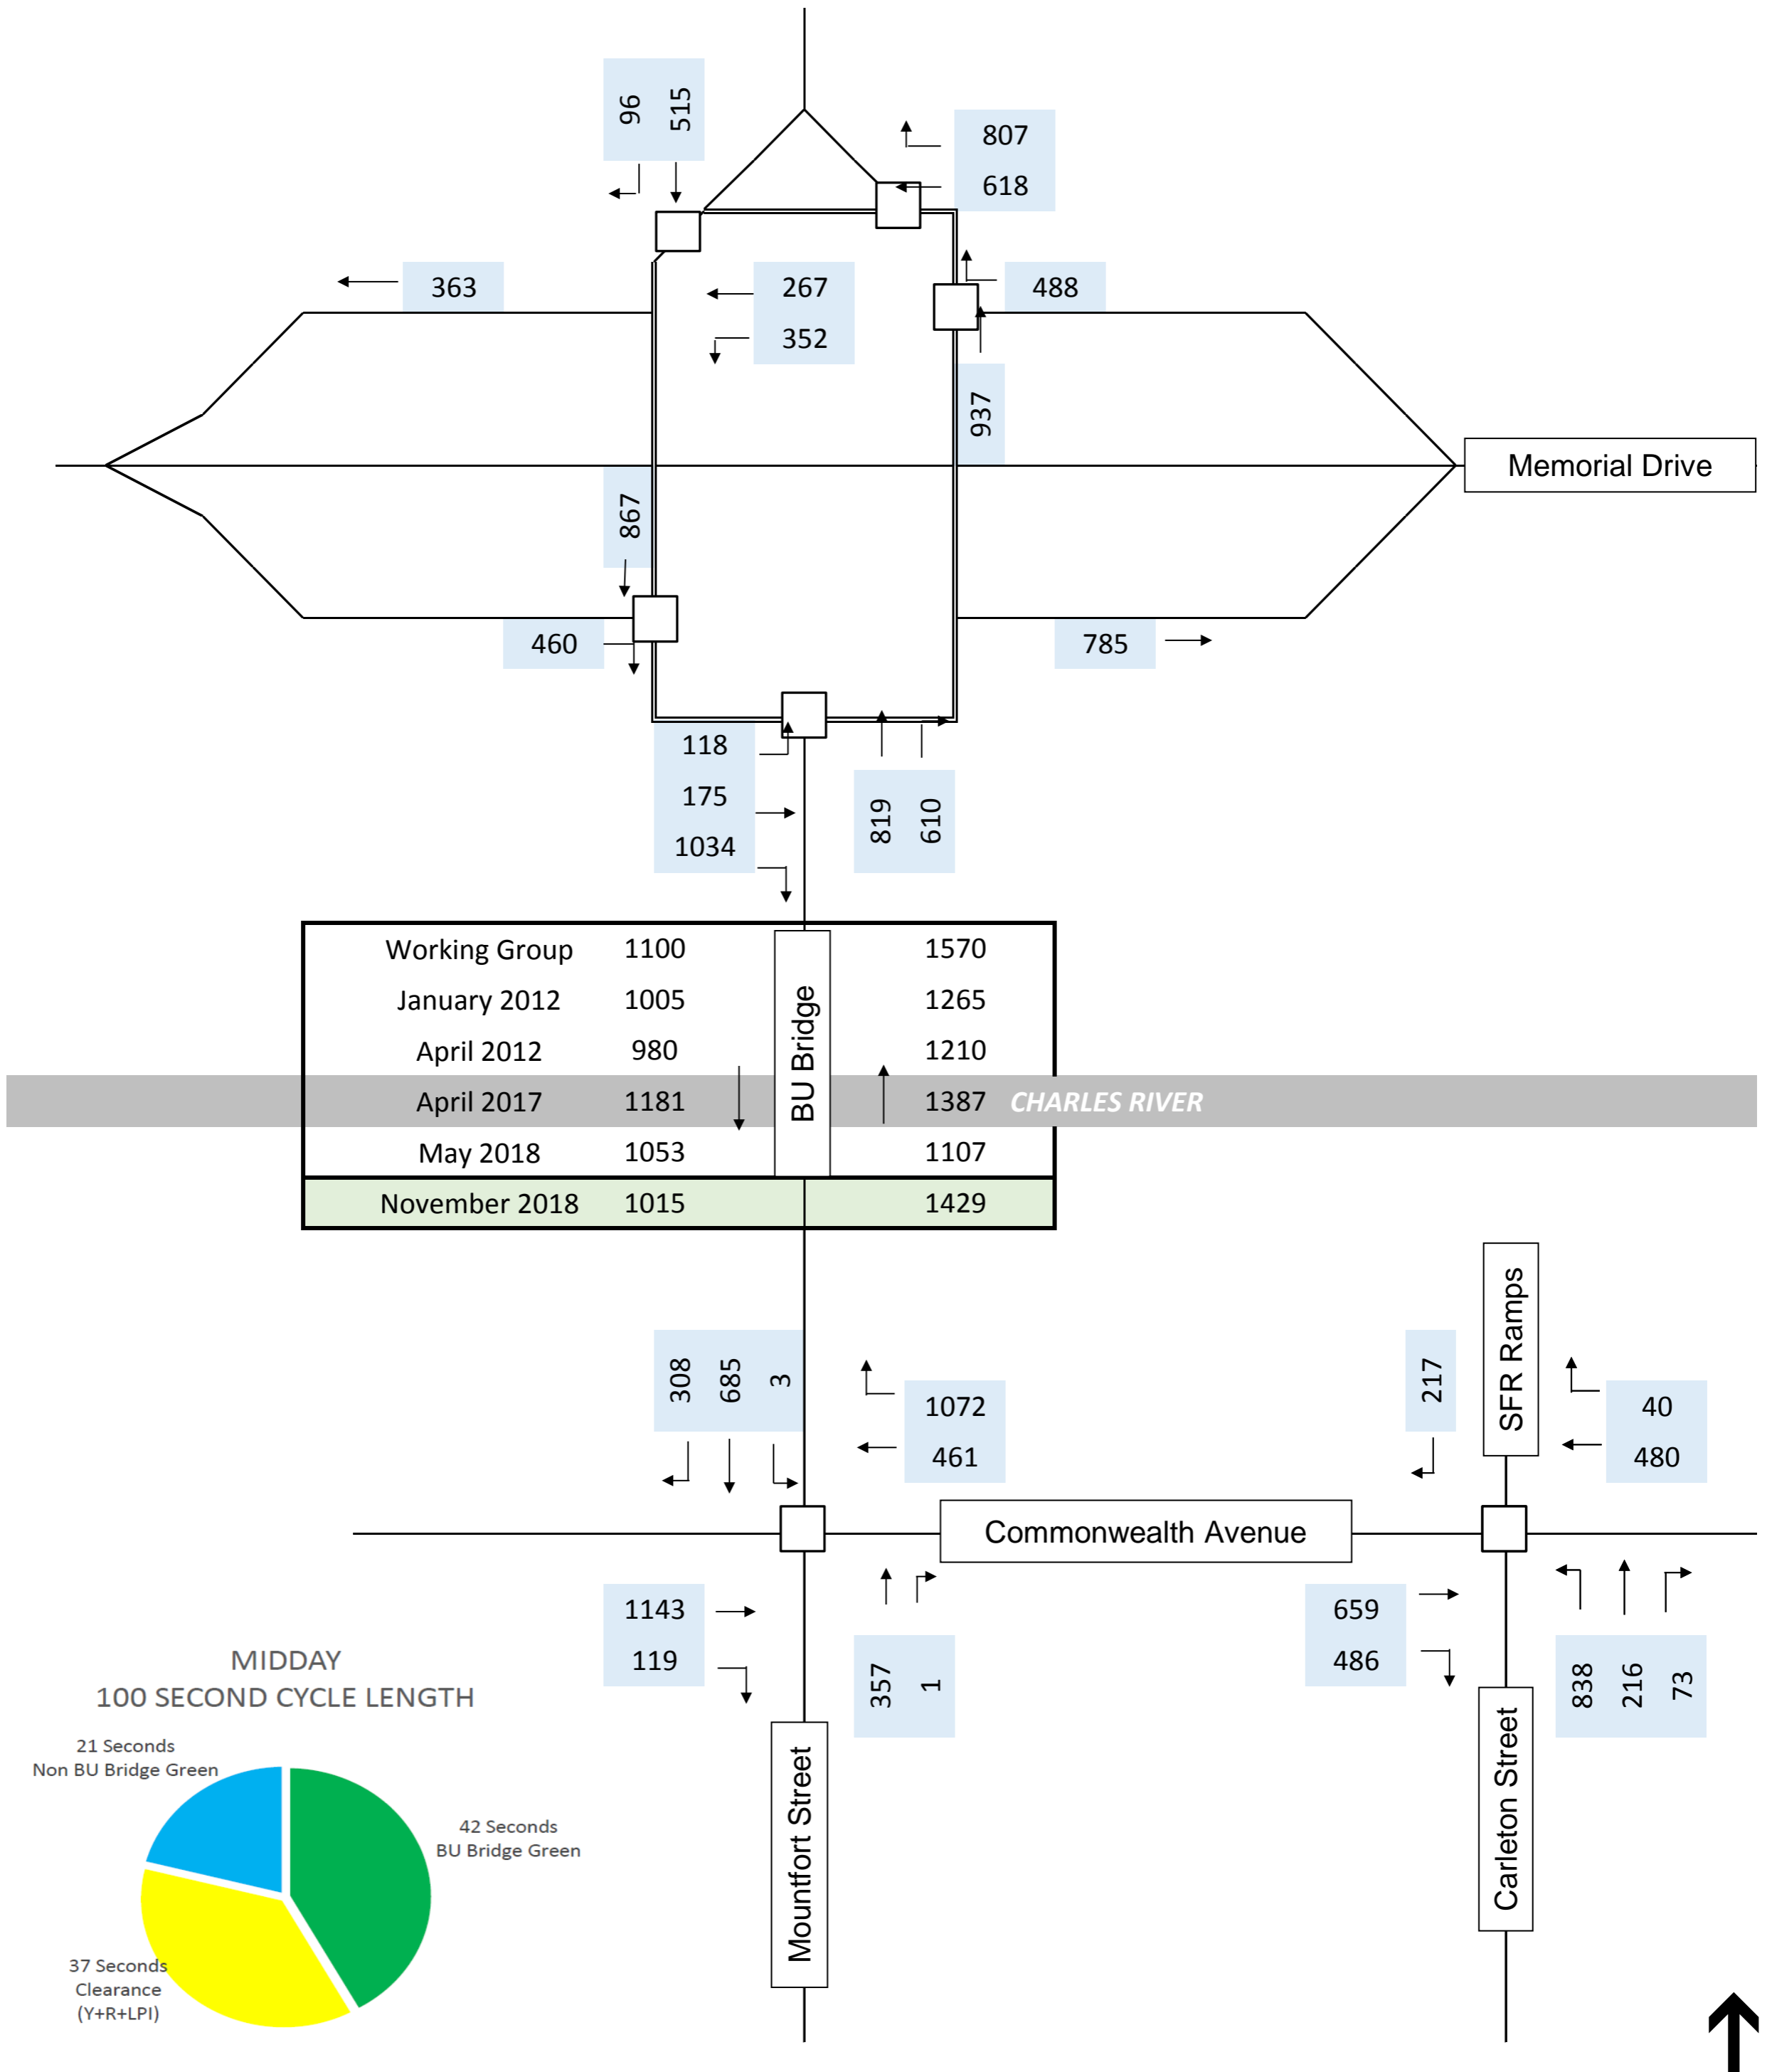 96
515
807
618
363
267
352
488
937
Memorial Drive
867
460
785
118
175
1034
819
610
Working Group 1100 1570
January 2012 1005 1265
April 2012 980 1210
April 2017 1181 1387 CHARLES RIVER
May 2018 1053 1107
November 2018 1015 1429
BU Bridge
308
685
3
1072
461
217
SFR Ramps
40
480
Commonwealth Avenue
1143
119
357
1
659
486
838
216
73
Mountfort Street
Carleton Street
MIDDAY
100 SECOND CYCLE LENGTH
21 Seconds
Non BU Bridge Green
42 Seconds
BU Bridge Green
37 Seconds
Clearance
(Y+R+LPI)